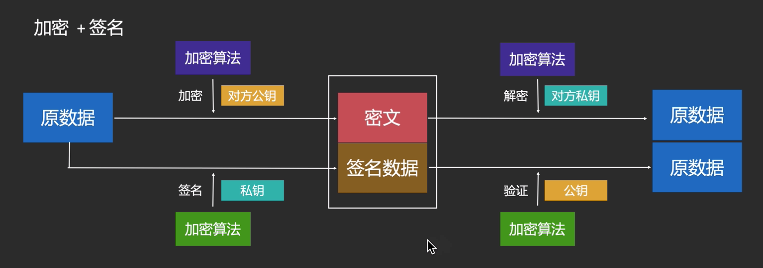 加密 + 签名
加密算法
加密算法
加密
对方公钥
解密
对方私钥
原数据
密文
原数据
签名数据
原数据
签名
私钥
验证
公钥
加密算法
加密算法